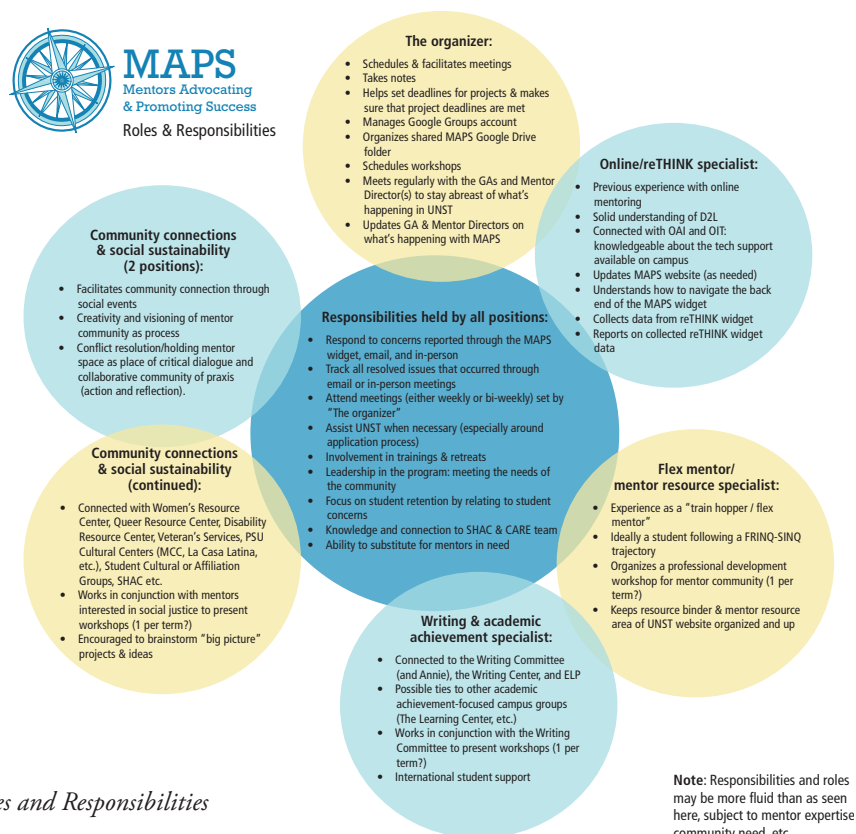 MAPS
Mentors Advocating
& Promoting Success
Roles & Responsibilities
The organizer:
• Schedules & facilitates meetings
• Takes notes
• Helps set deadlines for projects & makes
sure that project deadlines are met
• Manages Google Groups account
• Organizes shared MAPS Google Drive
folder
• Schedules workshops
• Meets regularly with the GAs and Mentor
Director(s) to stay abreast of what's
happening in UNST
• Updates GA & Mentor Directors on
what's happening with MAPS
Online/reTHINK specialist:
• Previous experience with online
mentoring
• Solid understanding of D2L
• Connected with OAI and OIT:
knowledgeable about the tech support
available on campus
• Updates MAPS website (as needed)
• Understands how to navigate the back
end of the MAPS widget
• Collects data from reTHINK widget
• Reports on collected reTHINK widget
data
Community connections
& social sustainability
(2 positions):
• Facilitates community connection through
social events
• Creativity and visioning of mentor
community as process
• Conflict resolution/holding mentor
space as place of critical dialogue and
collaborative community of praxis
(action and reflection).
Responsibilities held by all positions:
• Respond to concerns reported through the MAPS
widget, email, and in-person
• Track all resolved issues that occurred through
email or in-person meetings
• Attend meetings (either weekly or bi-weekly) set by
"The organizer"
• Assist UNST when necessary (especially around
application process)
• Involvement in trainings & retreats
• Leadership in the program: meeting the needs of
the community
• Focus on student retention by relating to student
concerns
• Knowledge and connection to SHAC & CARE team
• Ability to substitute for mentors in need
Community connections
& social sustainability
(continued):
• Connected with Women's Resource
Center, Queer Resource Center, Disability
Resource Center, Veteran's Services, PSU
Cultural Centers (MCC, La Casa Latina,
etc.), Student Cultural or Affiliation
Groups, SHAC etc.
• Works in conjunction with mentors
interested in social justice to present
workshops (1 per term?)
• Encouraged to brainstorm "big picture"
projects & ideas
Flex mentor/
mentor resource specialist:
• Experience as a "train hopper / flex
mentor"
• Ideally a student following a FRINQ-SINQ
trajectory
• Organizes a professional development
workshop for mentor community (1 per
term?)
• Keeps resource binder & mentor resource
area of UNST website organized and up
Writing & academic
achievement specialist:
• Connected to the Writing Committee
(and Annie), the Writing Center, and ELP
• Possible ties to other academic
achievement-focused campus groups
(The Learning Center, etc.)
• Works in conjunction with the Writing
Committee to present workshops (1 per
term?)
• International student support
es and Responsibilities
Note: Responsibilities and roles
may be more fluid than as seen
here, subject to mentor expertise
community need, etc.